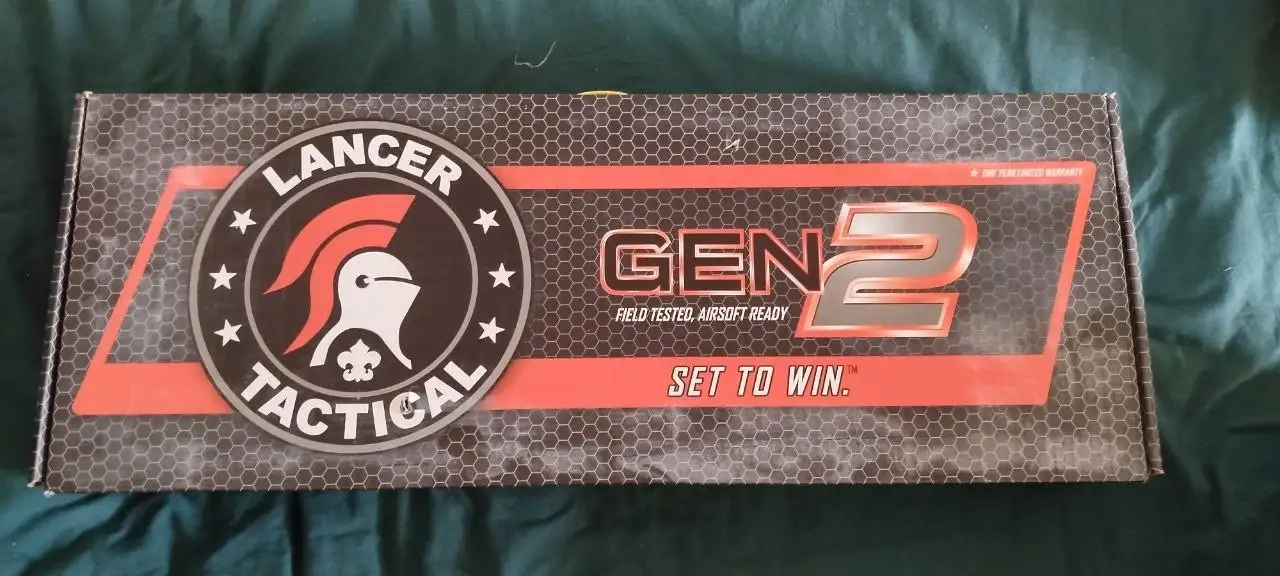 LANCER
TACTICAL
★ ONE YEAR LIMITED WARRANTY
GEN2
FIELD TESTED, AIRSOFT READY
SET TO WIN.™